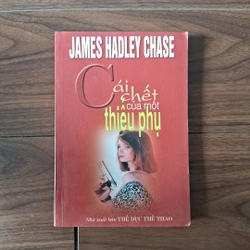 JAMES HADLEY CHASE
Cái chết
của một
thiếu phụ
Nhà xuất bản THỂ DỤC THỂ THAO